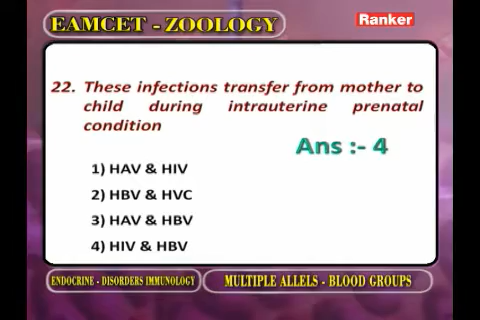 EAMCET - ZOOLOGY
Ranker
22. These infections transfer from mother to
child during intrauterine prenatal
condition
Ans :- 4
1) HAV & HIV
2) HBV & HVC
3) HAV & HBV
4) HIV & HBV
ENDOCRINE - DISORDERS IMMUNOLOGY
MULTIPLE ALLELS - BLOOD GROUPS